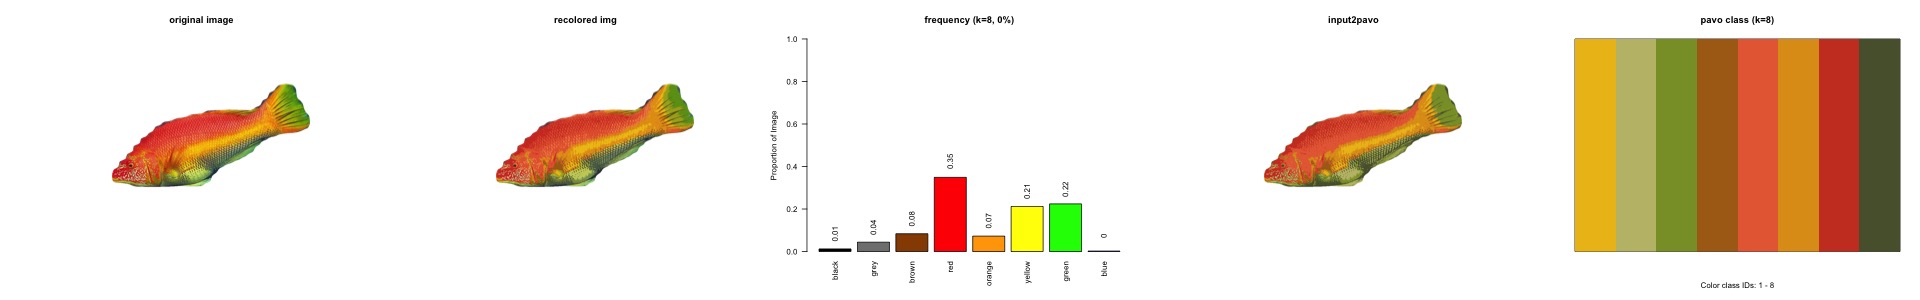 original image
recolored img
frequency (k=8, 0%)
input2pavo
pavo class (k=8)
Proportion of Image
1.0
0.8
0.6
0.4
0.2
0.0
0.01
0.04
0.08
0.35
0.07
0.21
0.22
0
black
grey
brown
red
orange
yellow
green
blue
Color class IDs: 1 - 8